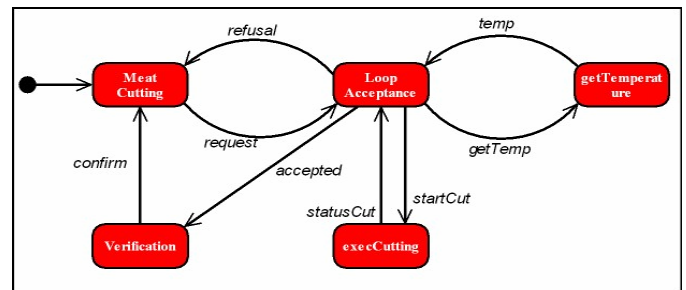 refusal
temp
Meat
Cutting
Loop
Acceptance
getTemperat
ure
request
getTemp
confirm
accepted
statusCut
startCut
Verification
execCutting